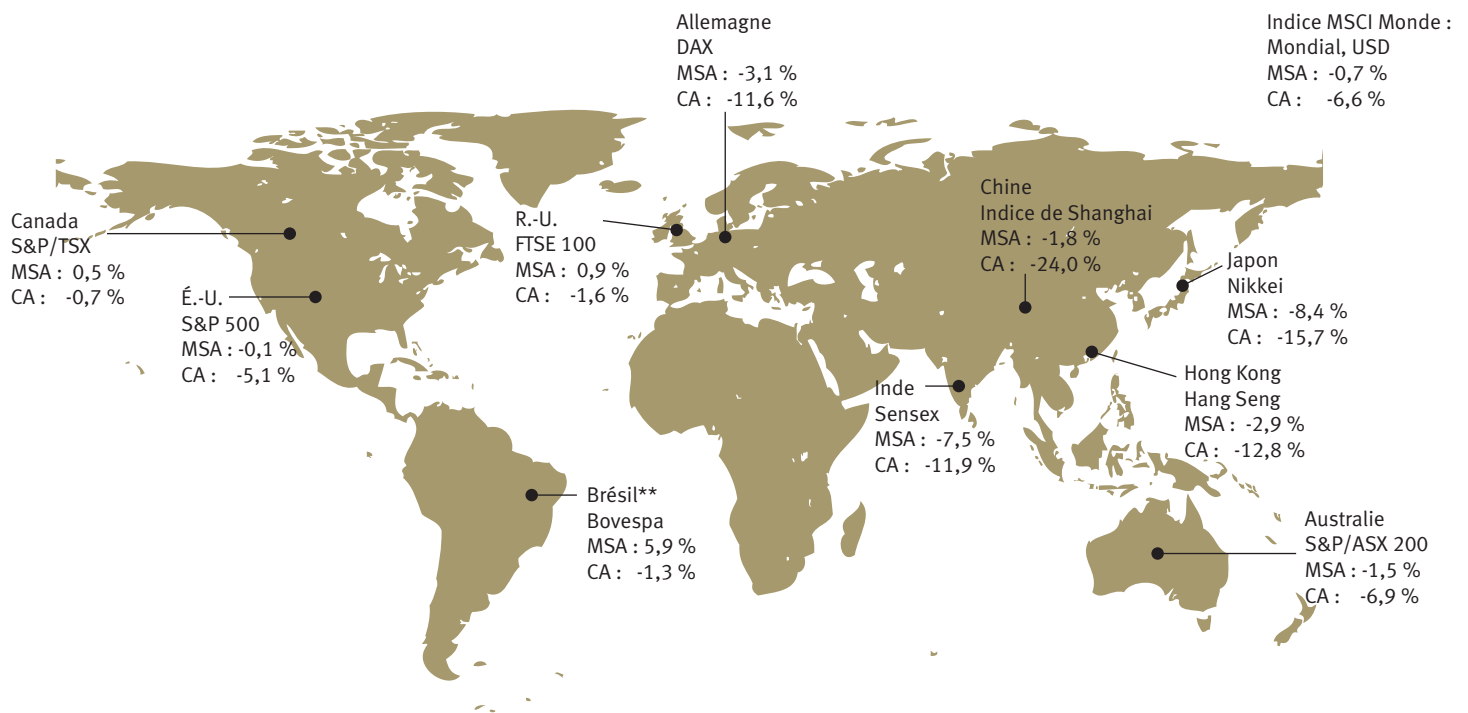 Allemagne
DAX
MSA : -3,1 %
CA : -11,6 %
Indice MSCI Monde :
Mondial, USD
MSA : -0,7 %
CA : -6,6 %
Canada
S&P/TSX
MSA : 0,5 %
CA : -0,7 %
É.-U.
S&P 500
MSA : -0,1 %
CA : -5,1 %
R.-U.
FTSE 100
MSA : 0,9 %
CA : -1,6 %
Chine
Indice de Shanghai
MSA : -1,8 %
CA : -24,0 %
Japon
Nikkei
MSA : -8,4 %
CA : -15,7 %
Hong Kong
Hang Seng
MSA : -2,9 %
CA : -12,8 %
Inde
Sensex
MSA : -7,5 %
CA : -11,9 %
Brésil**
Bovespa
MSA : 5,9 %
CA : -1,3 %
Australie
S&P/ASX 200
MSA : -1,5 %
CA : -6,9 %